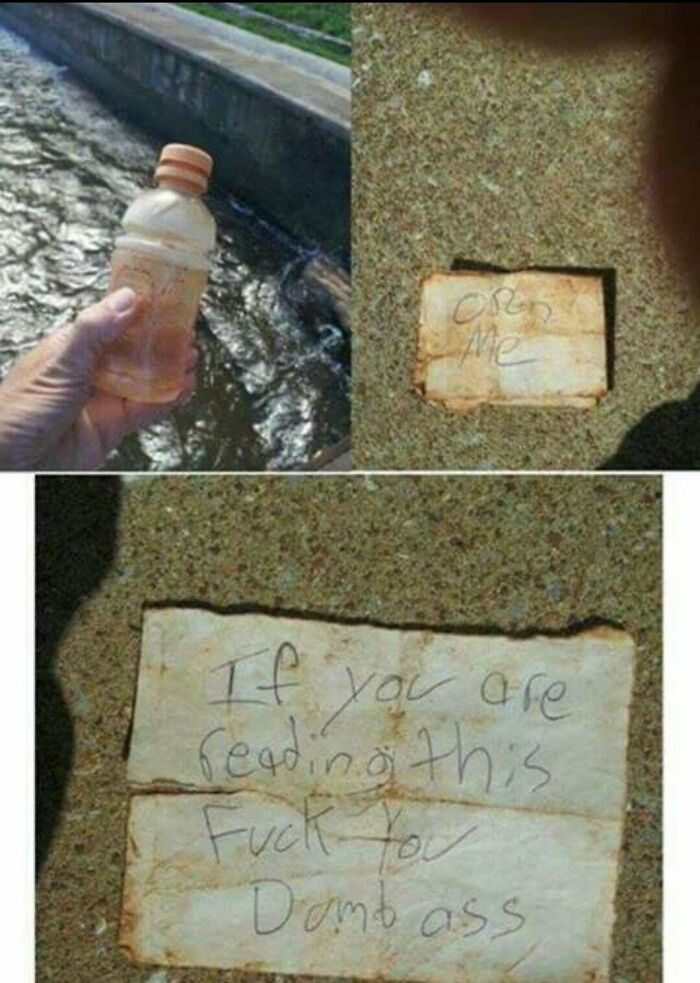 Open
Me
If you are
reading this
Fuck You
Dumb ass